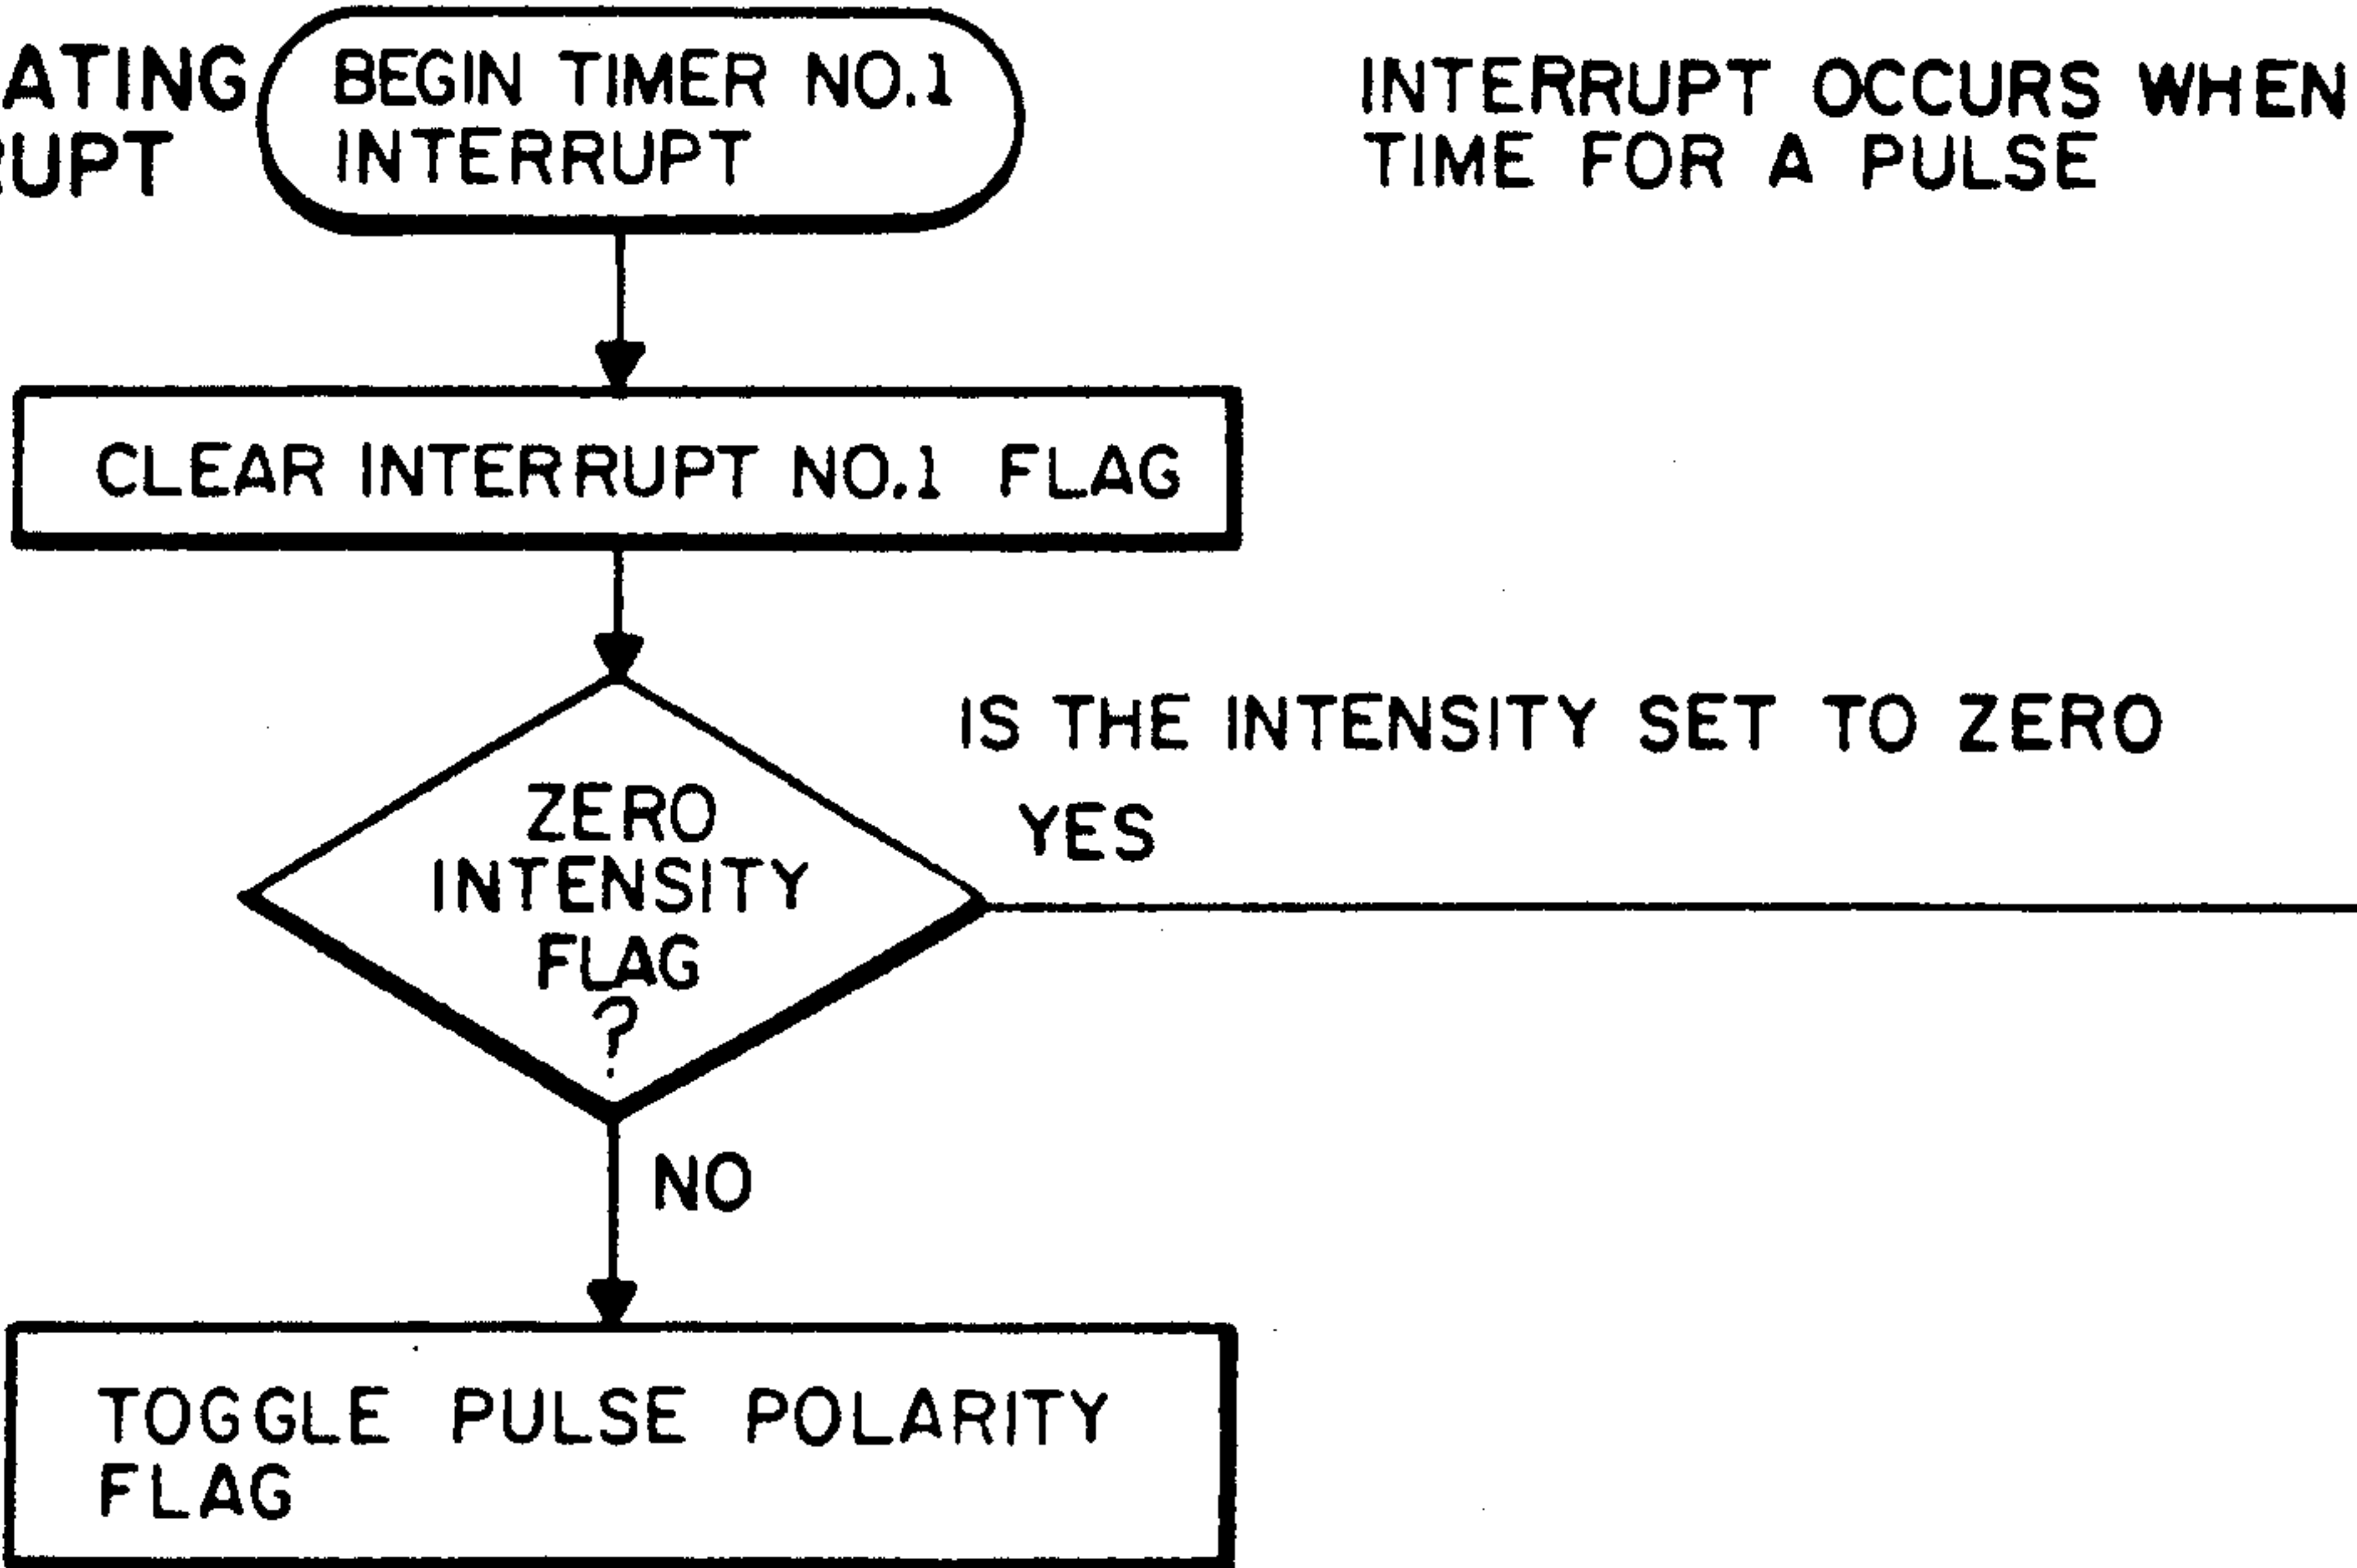 ATING
RUPT
BEGIN TIMER NO.1
INTERRUPT
INTERRUPT OCCURS WHEN
TIME FOR A PULSE
CLEAR INTERRUPT NO.1 FLAG
IS THE INTENSITY SET TO ZERO
YES
ZERO
INTENSITY
FLAG
?
NO
TOGGLE PULSE POLARITY
FLAG